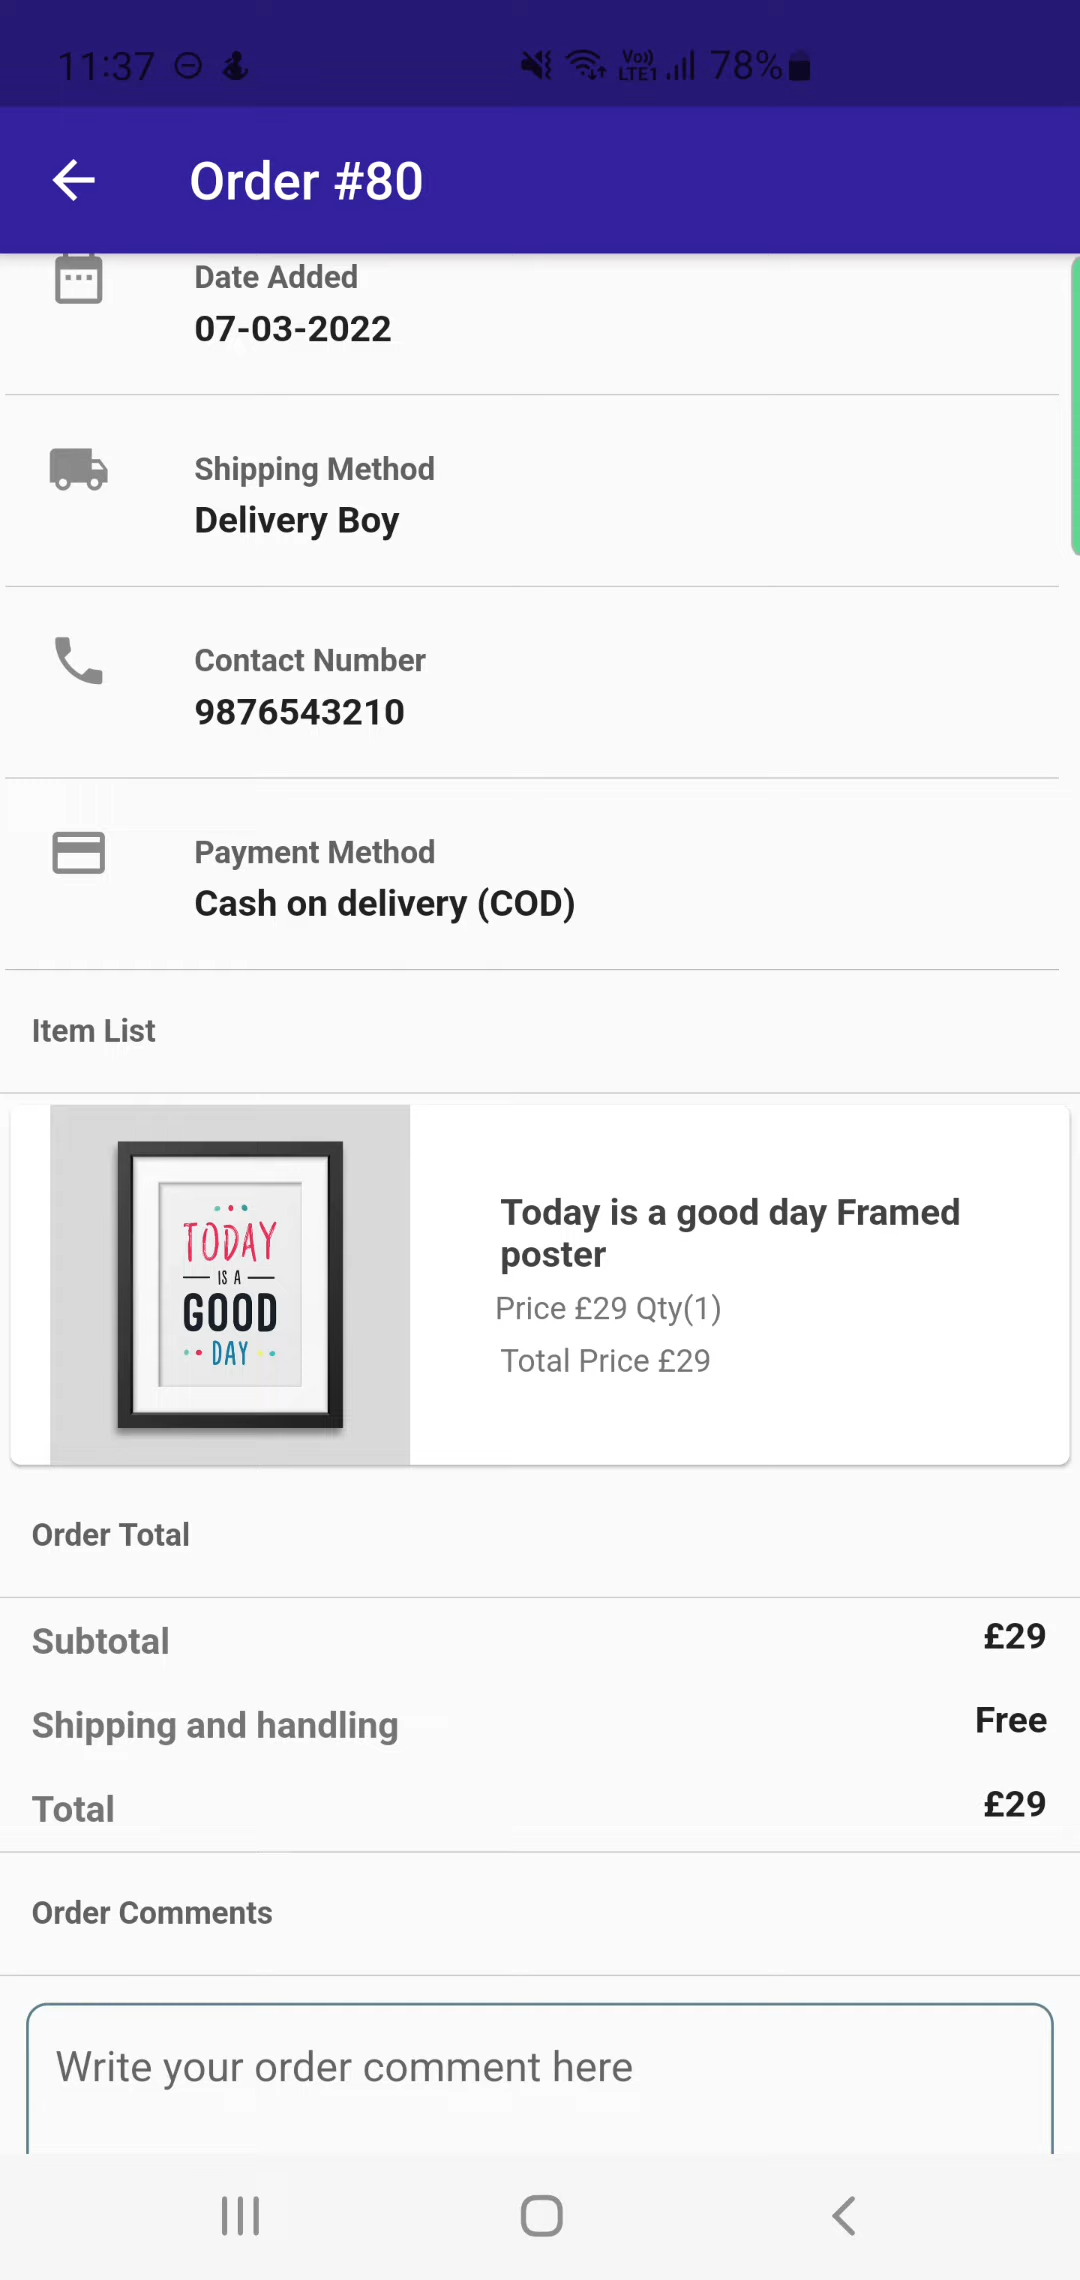 11:37
Vo))
LTE1
78%
Order #80
Date Added
07-03-2022
Shipping Method
Delivery Boy
Contact Number
9876543210
Payment Method
Cash on delivery (COD)
Item List
TODAY
IS A
GOOD
DAY
Today is a good day Framed
poster
Price £29 Qty(1)
Total Price £29
Order Total
Subtotal
£29
Shipping and handling
Free
Total
£29
Order Comments
Write your order comment here